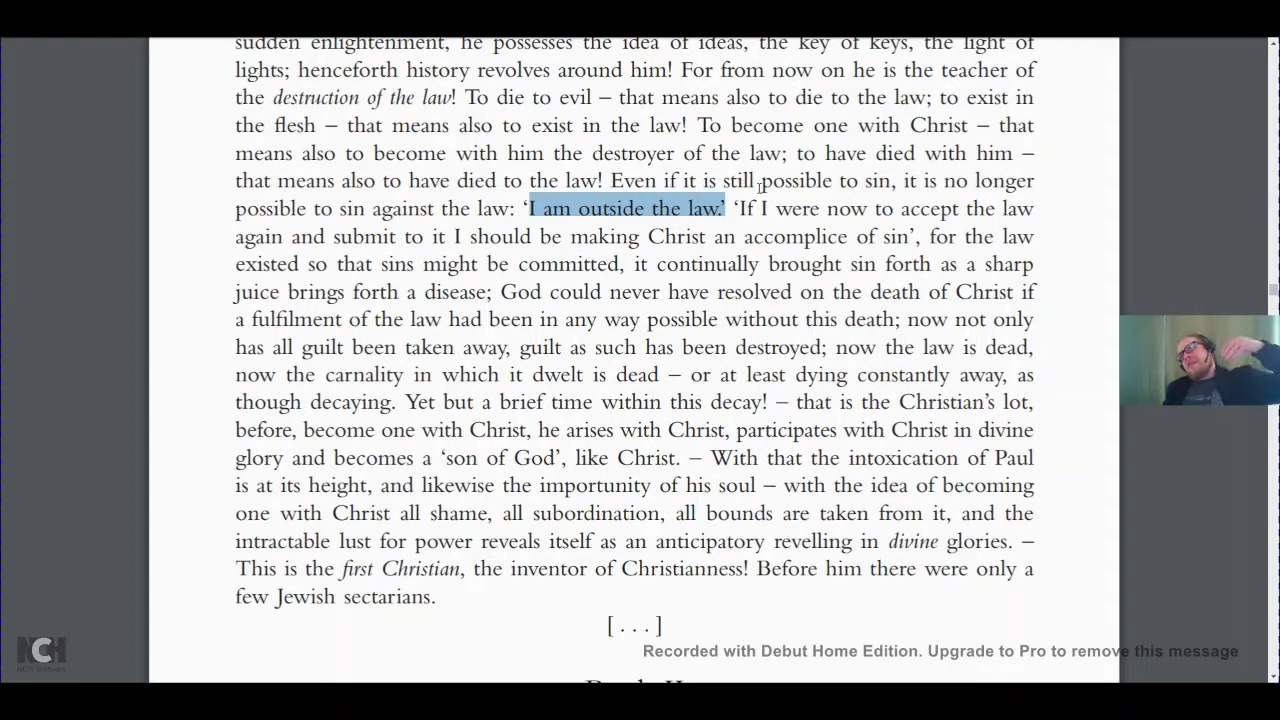 sudden enlightenment, he possesses the idea of ideas, the key of keys, the light of
lights; henceforth history revolves around him! For from now on he is the teacher of
the destruction of the law! To die to evil – that means also to die to the law; to exist in
the flesh – that means also to exist in the law! To become one with Christ – that
means also to become with him the destroyer of the law; to have died with him –
that means also to have died to the law! Even if it is still possible to sin, it is no longer
possible to sin against the law: ‘I am outside the law.’ ‘If I were now to accept the law
again and submit to it I should be making Christ an accomplice of sin’, for the law
existed so that sins might be committed, it continually brought sin forth as a sharp
juice brings forth a disease; God could never have resolved on the death of Christ if
a fulfilment of the law had been in any way possible without this death; now not only
has all guilt been taken away, guilt as such has been destroyed; now the law is dead,
now the carnality in which it dwelt is dead – or at least dying constantly away, as
though decaying. Yet but a brief time within this decay! – that is the Christian’s lot,
before, become one with Christ, he arises with Christ, participates with Christ in divine
glory and becomes a ‘son of God’, like Christ. – With that the intoxication of Paul
is at its height, and likewise the importunity of his soul – with the idea of becoming
one with Christ all shame, all subordination, all bounds are taken from it, and the
intractable lust for power reveals itself as an anticipatory revelling in divine glories. –
This is the first Christian, the inventor of Christianness! Before him there were only a
few Jewish sectarians.
[ . . . ]
NCH
Recorded with Debut Home Edition. Upgrade to Pro to remove this message